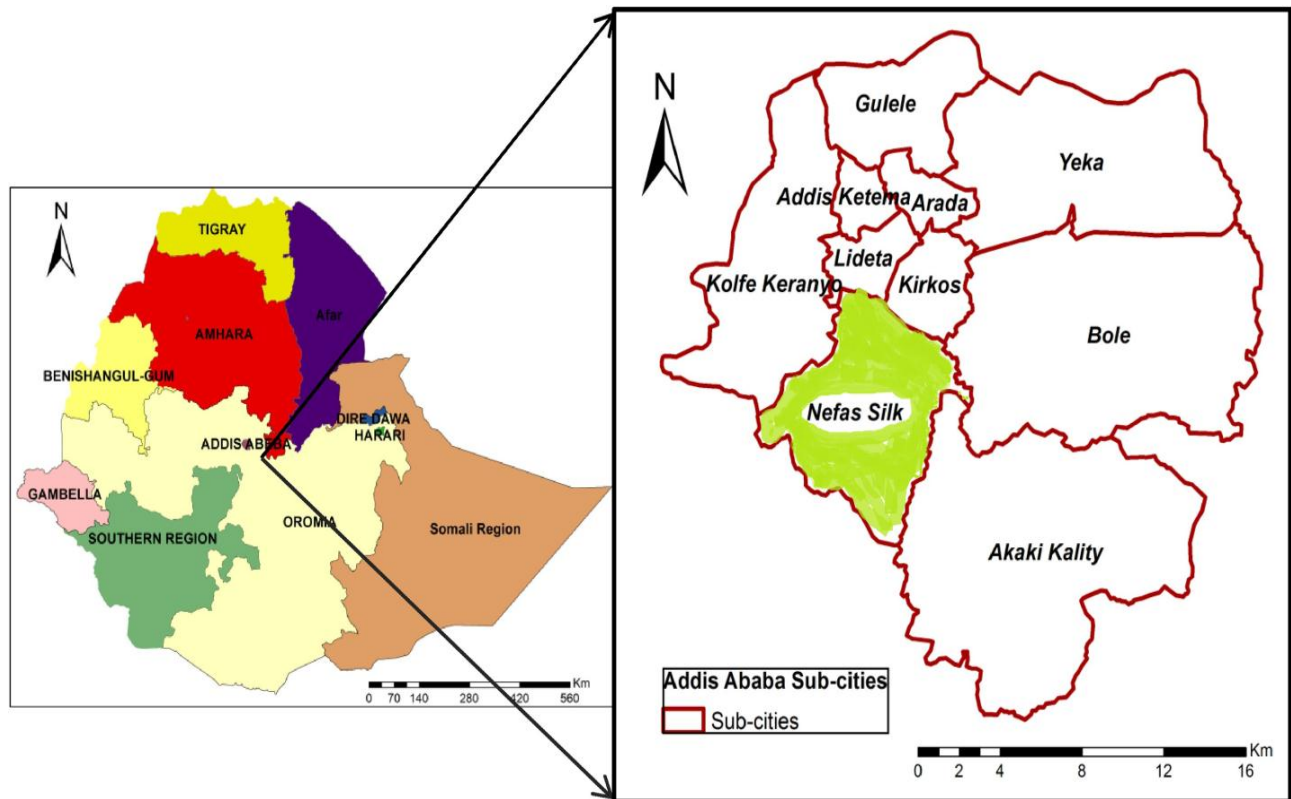 N
TIGRAY
Afar
AMHARA
BENISHANGUL-GUM
DIRE DAWA
HARARI
ADDIS ABEBA
GAMBELLA
OROMIA
SOUTHERN REGION
Somali Region
Km
0 70 140 280 420 560
N
Gulele
Yeka
Addis Ketema
Arada
Lideta
Kolfe Keranyo
Kirkos
Bole
Nefas Silk
Akaki Kality
Addis Ababa Sub-cities
Sub-cities
Km
0 2 4 8 12 16